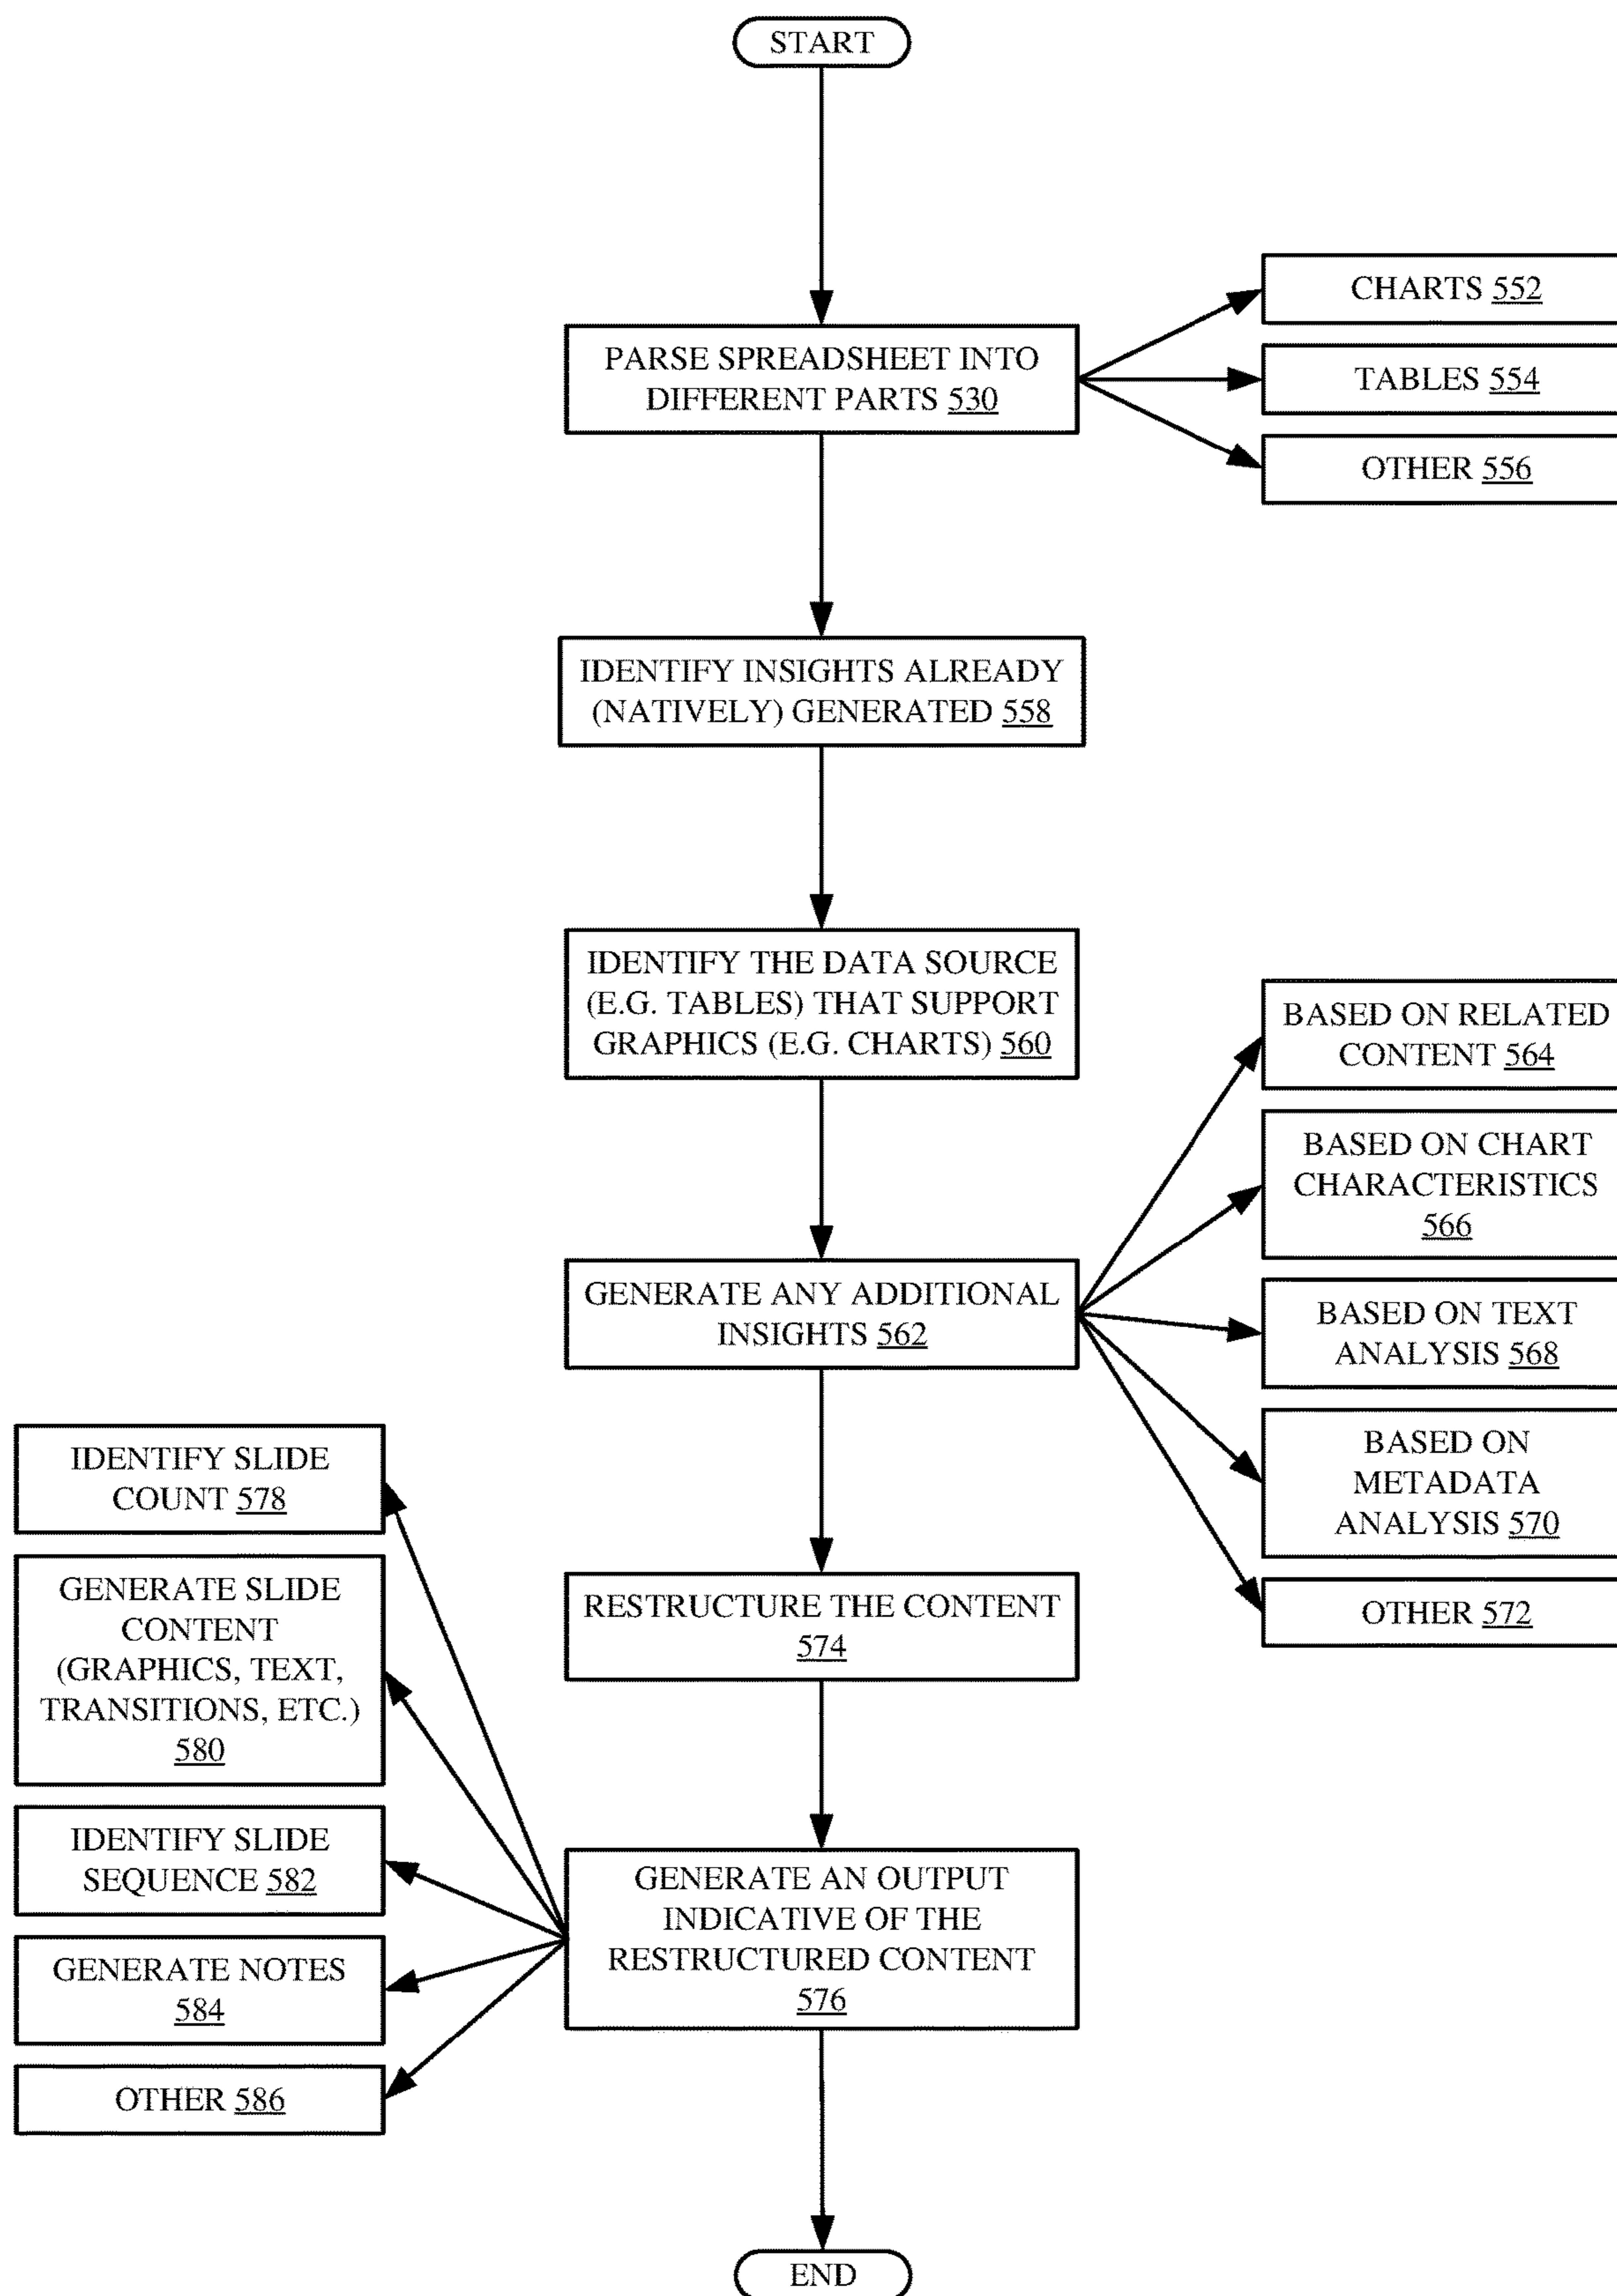 START
PARSE SPREADSHEET INTO
DIFFERENT PARTS 530
CHARTS 552
TABLES 554
OTHER 556
IDENTIFY INSIGHTS ALREADY
(NATIVELY) GENERATED 558
IDENTIFY THE DATA SOURCE
(E.G. TABLES) THAT SUPPORT
GRAPHICS (E.G. CHARTS) 560
GENERATE ANY ADDITIONAL
INSIGHTS 562
BASED ON RELATED
CONTENT 564
BASED ON CHART
CHARACTERISTICS
566
BASED ON TEXT
ANALYSIS 568
BASED ON
METADATA
ANALYSIS 570
OTHER 572
RESTRUCTURE THE CONTENT
574
GENERATE AN OUTPUT
INDICATIVE OF THE
RESTRUCTURED CONTENT
576
IDENTIFY SLIDE
COUNT 578
GENERATE SLIDE
CONTENT
(GRAPHICS, TEXT,
TRANSITIONS, ETC.)
580
IDENTIFY SLIDE
SEQUENCE 582
GENERATE NOTES
584
OTHER 586
END